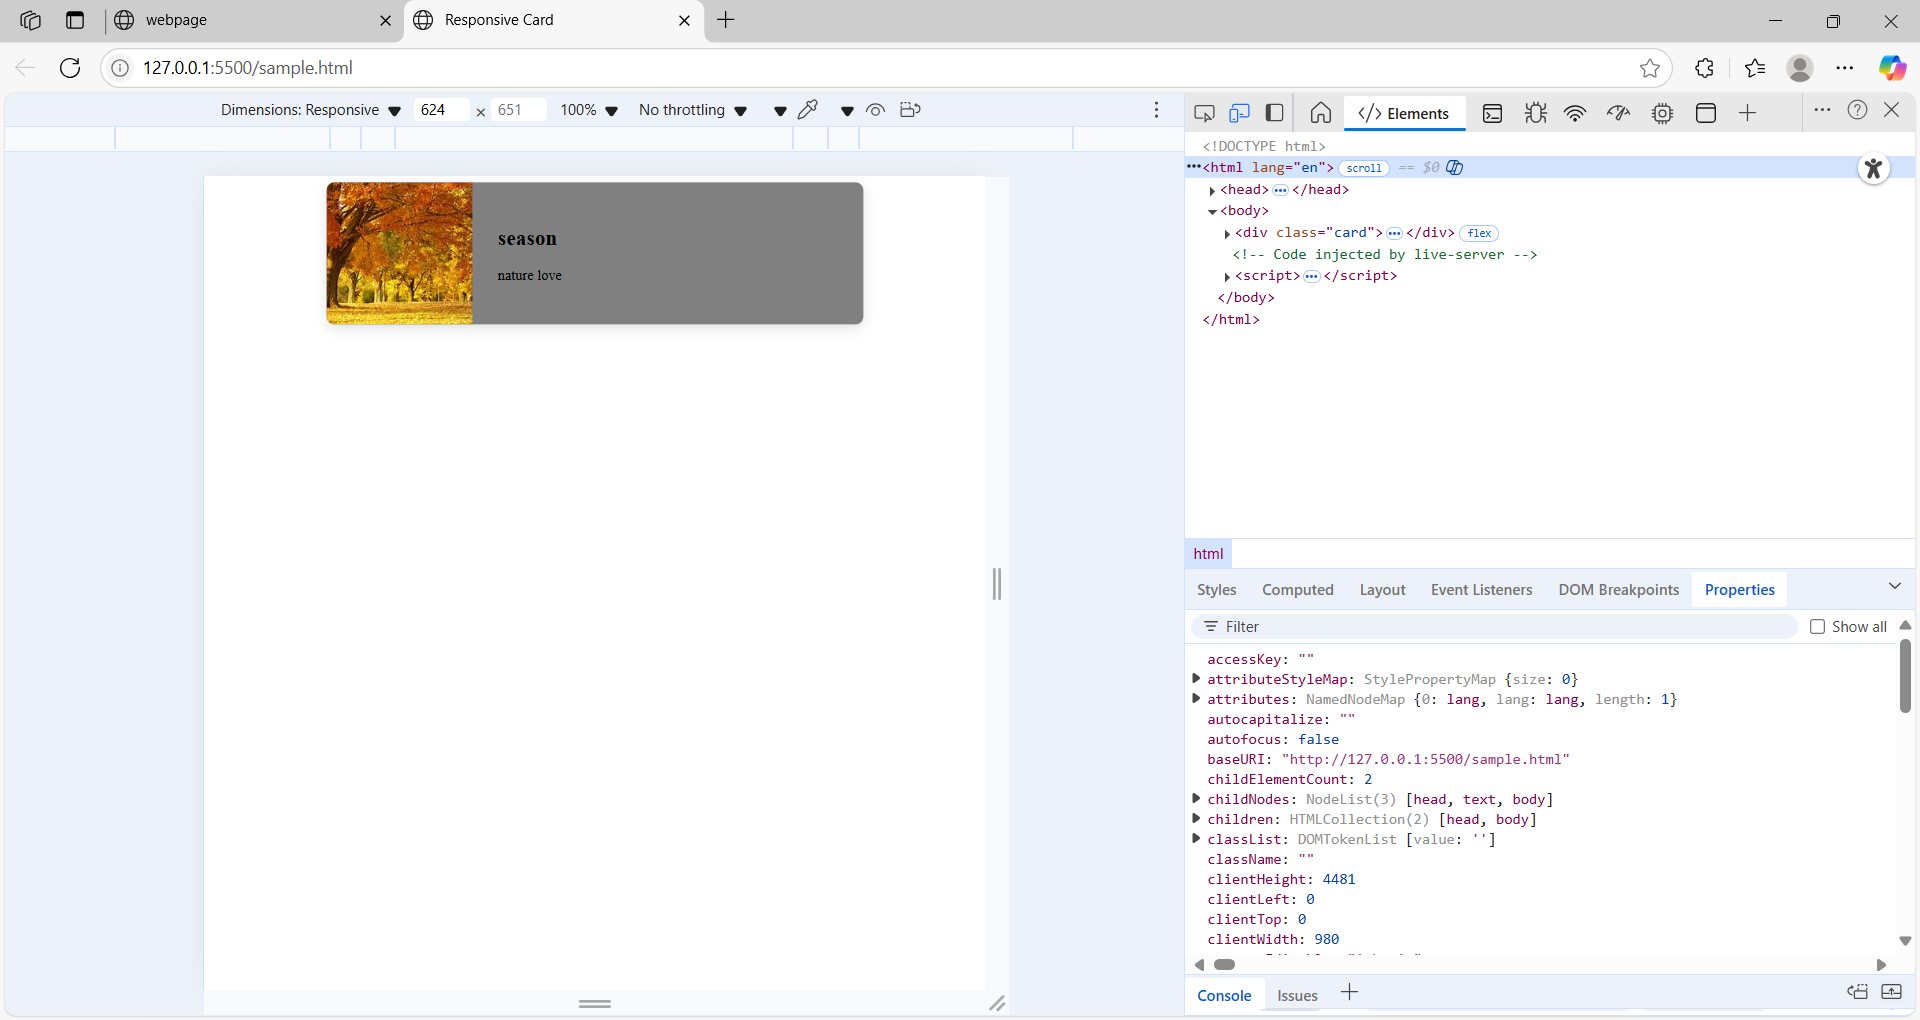 webpage
Responsive Card
127.0.0.1:5500/sample.html
Dimensions: Responsive 624 × 651 100% No throttling
Elements
season
nature love
<!DOCTYPE html>
<html lang="en"> scroll == $0
<head> </head>
<body>
<div class="card"> </div> flex
<!-- Code injected by live-server -->
<script> </script>
</body>
</html>
html
Styles Computed Layout Event Listeners DOM Breakpoints Properties
Filter Show all
accessKey: ""
attributeStyleMap: StylePropertyMap {size: 0}
attributes: NamedNodeMap {0: lang, lang: lang, length: 1}
autocapitalize: ""
autofocus: false
baseURI: "http://127.0.0.1:5500/sample.html"
childElementCount: 2
childNodes: NodeList(3) [head, text, body]
children: HTMLCollection(2) [head, body]
classList: DOMTokenList [value: '']
className: ""
clientHeight: 4481
clientLeft: 0
clientTop: 0
clientWidth: 980
Console Issues